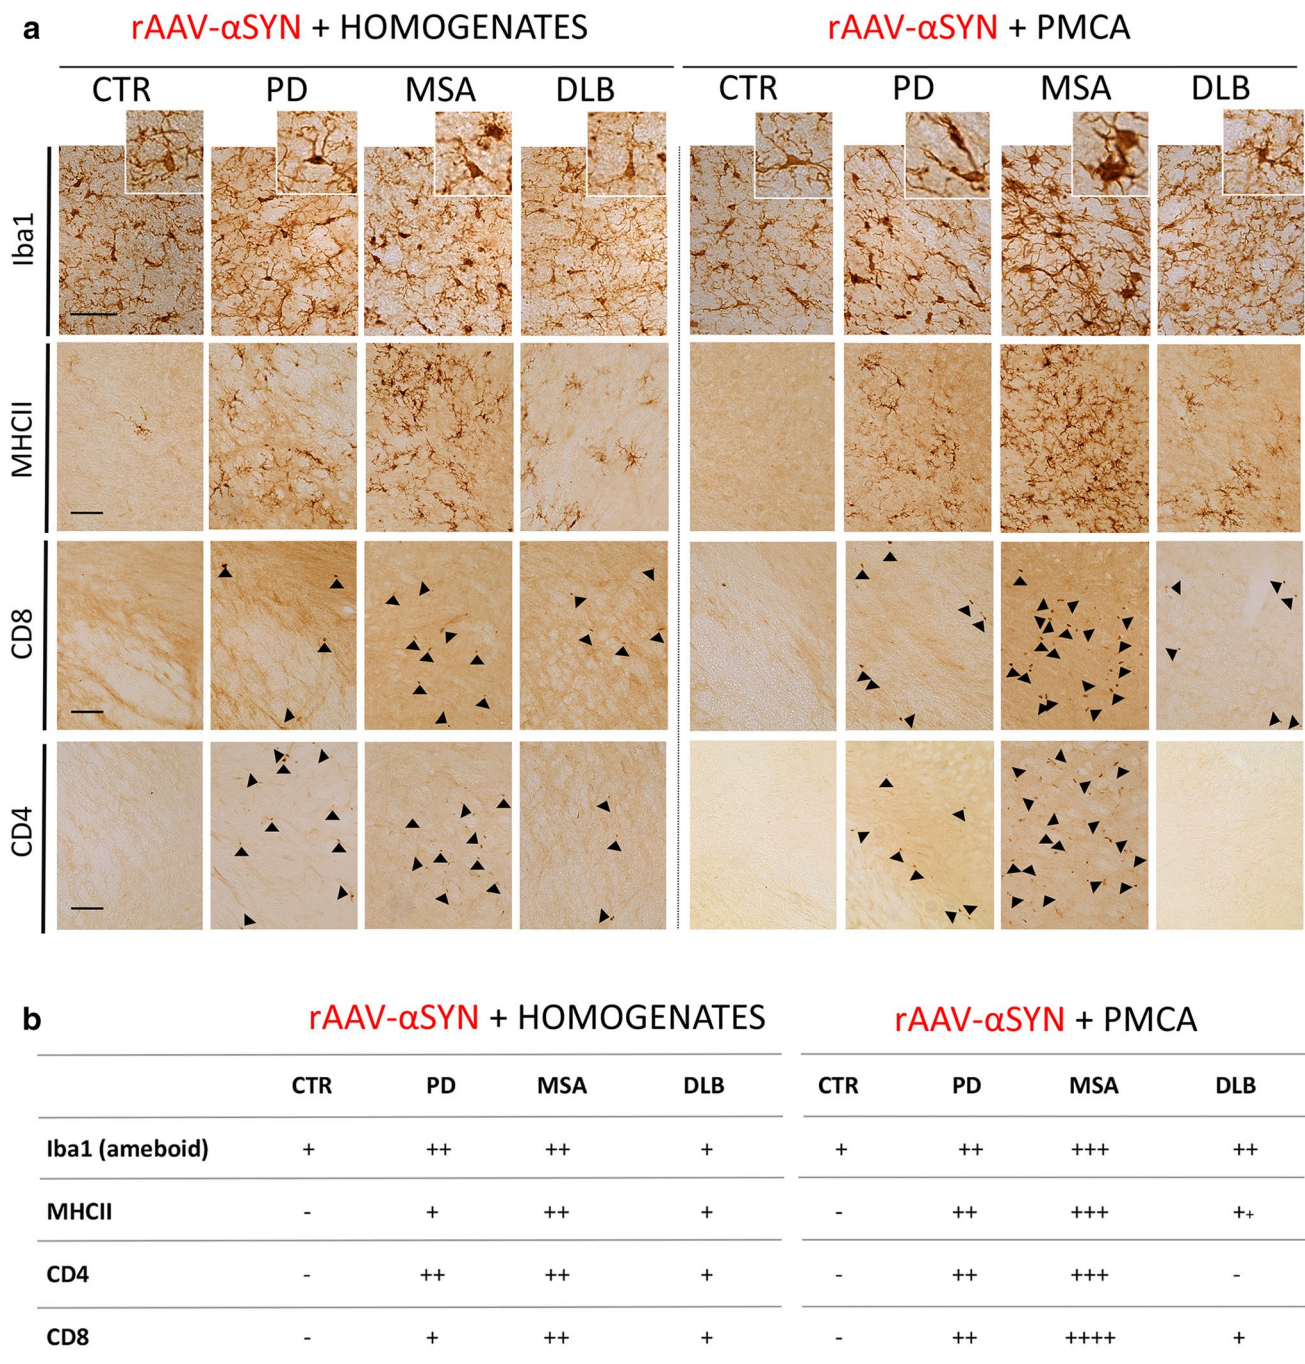 a
rAAV-αSYN + HOMOGENATES
rAAV-αSYN + PMCA
CTR PD MSA DLB
CTR PD MSA DLB
Iba1
MHCII
CD8
CD4
b
rAAV-αSYN + HOMOGENATES
rAAV-αSYN + PMCA
CTR PD MSA DLB CTR PD MSA DLB
Iba1 (ameboid) + ++ ++ + + ++ +++ ++
MHCII - + ++ + - ++ +++ ++
CD4 - ++ ++ + - ++ +++ -
CD8 - + ++ + - ++ ++++ +